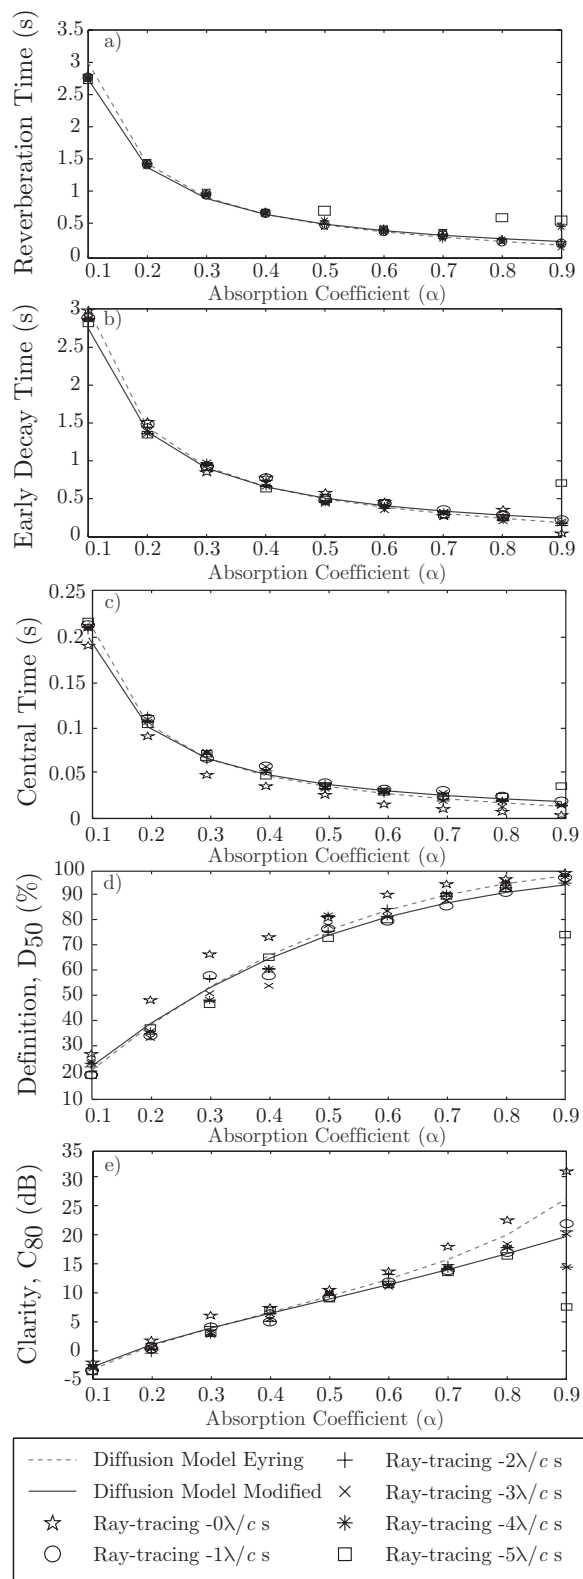 a)
Reverberation Time (s)
3.5
3
2.5
2
1.5
1
0.5
0
0.1 0.2 0.3 0.4 0.5 0.6 0.7 0.8 0.9
Absorption Coefficient (α)
b)
Early Decay Time (s)
3
2.5
2
1.5
1
0.5
0
0.1 0.2 0.3 0.4 0.5 0.6 0.7 0.8 0.9
Absorption Coefficient (α)
c)
Central Time (s)
0.25
0.2
0.15
0.1
0.05
0
0.1 0.2 0.3 0.4 0.5 0.6 0.7 0.8 0.9
Absorption Coefficient (α)
d)
Definition, D50 (%)
100
90
80
70
60
50
40
30
20
10
0.1 0.2 0.3 0.4 0.5 0.6 0.7 0.8 0.9
Absorption Coefficient (α)
e)
Clarity, C80 (dB)
35
30
25
20
15
10
5
0
-5
0.1 0.2 0.3 0.4 0.5 0.6 0.7 0.8 0.9
Absorption Coefficient (α)
Diffusion Model Eyring
Diffusion Model Modified
Ray-tracing -0λ/c s
Ray-tracing -1λ/c s
Ray-tracing -2λ/c s
Ray-tracing -3λ/c s
Ray-tracing -4λ/c s
Ray-tracing -5λ/c s